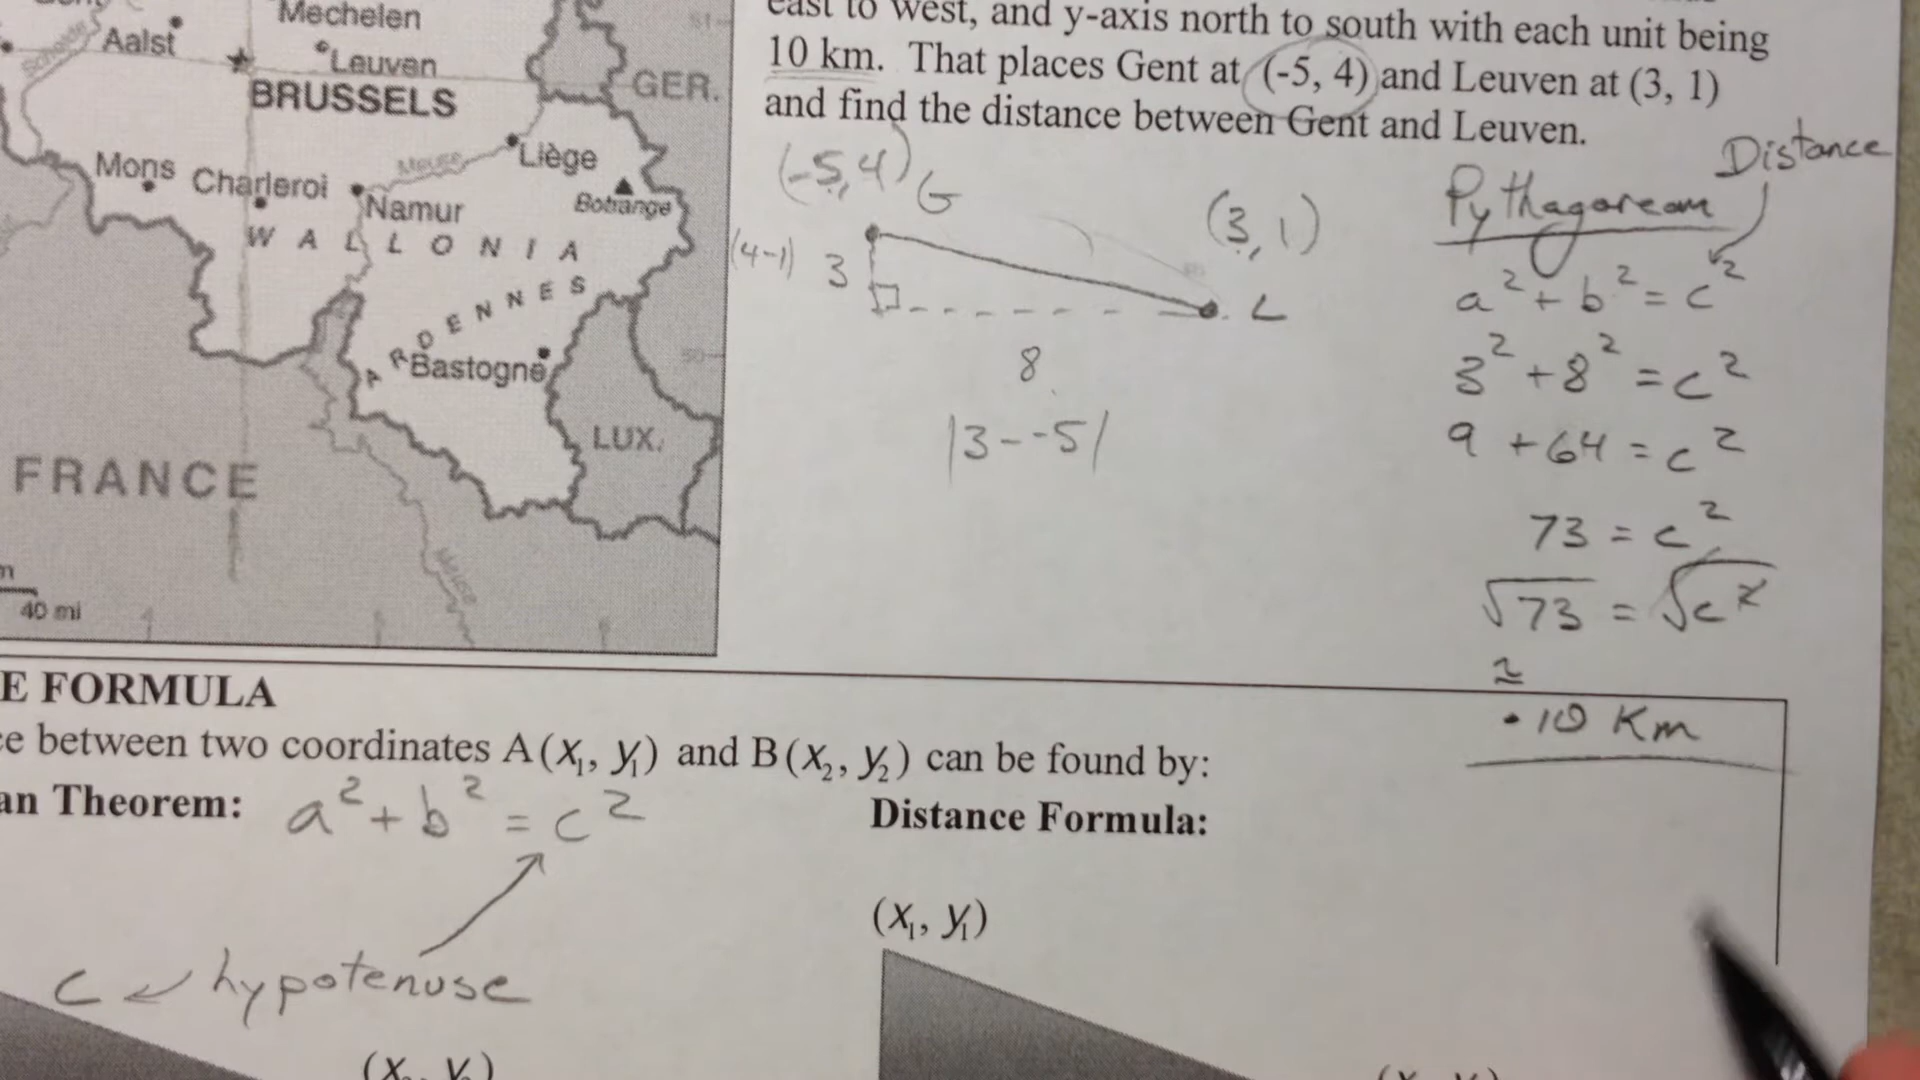 Mechelen
Aalst
Leuven
BRUSSELS
GER.
Liège
Meuse
Mons
Charleroi
Namur
Botrange
WALLONIA
ARDENNES
Bastogne
LUX.
FRANCE
40 mi
east to west, and y-axis north to south with each unit being
10 km. That places Gent at (-5, 4) and Leuven at (3, 1)
and find the distance between Gent and Leuven.
(-5,4) G
(3, 1)
(4-1) 3
L
8
|3--5|
Distance
Pythagorean
a² + b² = c²
3² + 8² = c²
9 + 64 = c²
73 = c²
√73 = √c²
≈
· 10 Km
E FORMULA
ce between two coordinates A(x₁, y₁) and B(x₂, y₂) can be found by:
an Theorem: a² + b² = c²
Distance Formula:
(x₁, y₁)
c ↙ hypotenuse